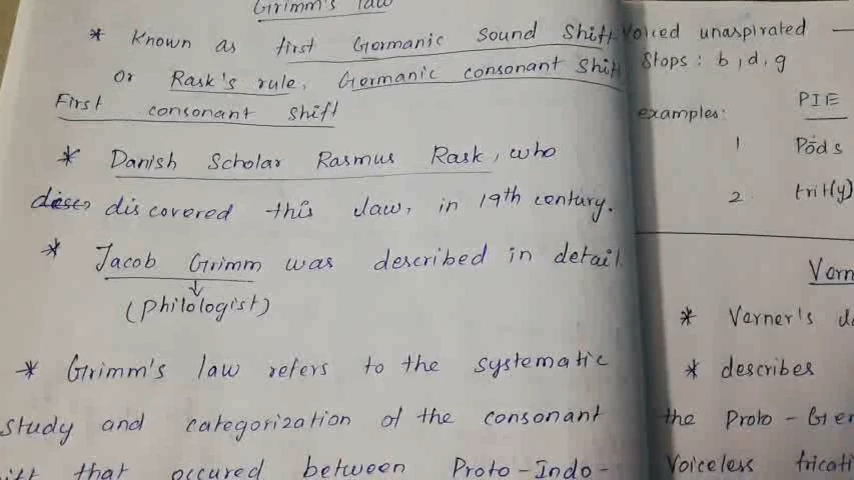 Grimm's law
* Known as first Germanic Sound Shift
or Rask's rule, Germanic consonant Shift
First consonant shift
* Danish Scholar Rasmus Rask, who
discovered this law, in 19th century.
* Jacob Grimm was described in detail
(Philologist)
* Grimm's law refers to the systematic
study and categorization of the consonant
that occured between Proto-Indo-
Voiced unaspirated —
Stops : b, d, g
examples: PIE
1 Pods
2 trit(y)
* Verner's
* describes
the Proto-Ger
Voiceless fricati